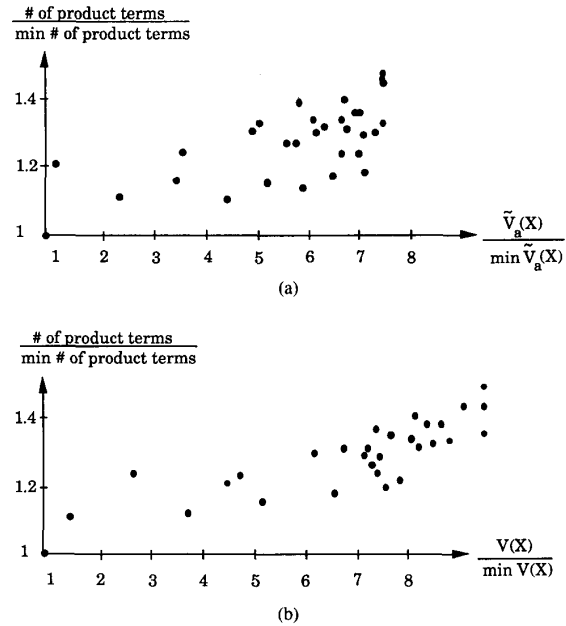 # of product terms
min # of product terms
1.4
1.2
1
1 2 3 4 5 6 7 8
Ṽa(X)
min Ṽa(X)
(a)
# of product terms
min # of product terms
1.4
1.2
1
1 2 3 4 5 6 7 8
V(X)
min V(X)
(b)